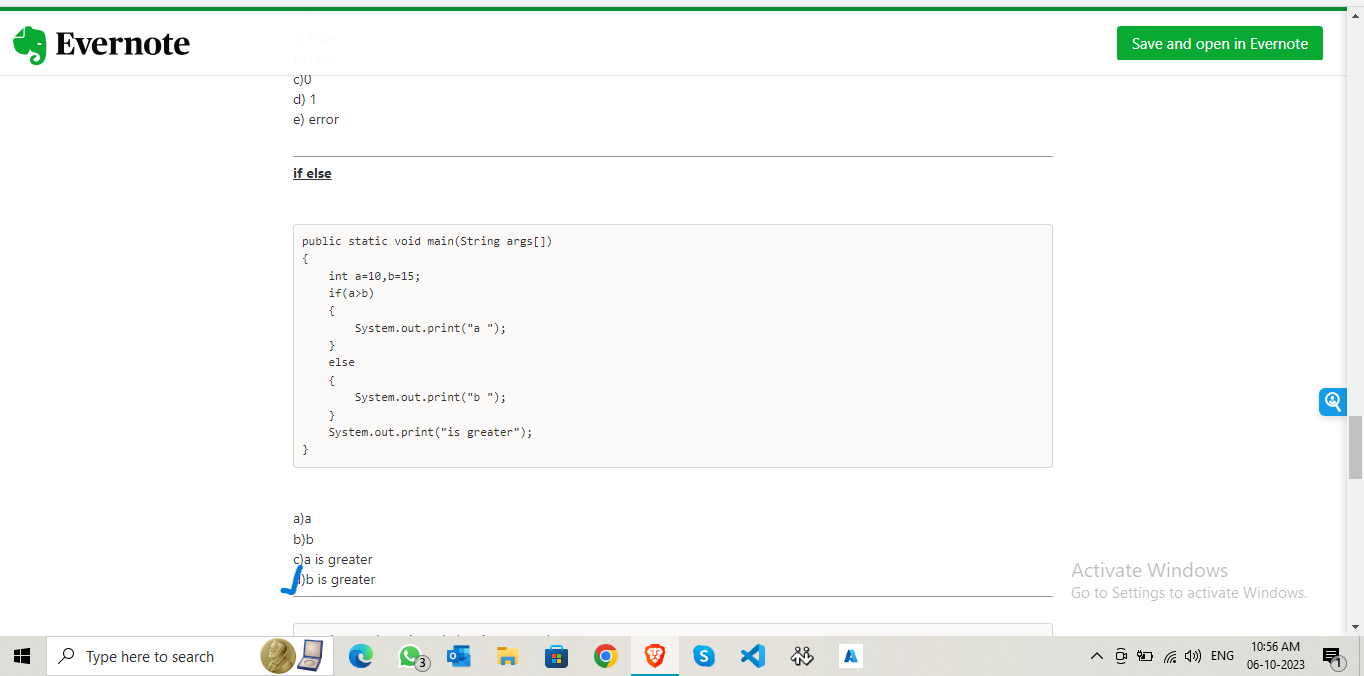 Evernote
Save and open in Evernote
c)0
d) 1
e) error
if else
public static void main(String args[])
{
    int a=10,b=15;
    if(a>b)
    {
        System.out.print("a ");
    }
    else
    {
        System.out.print("b ");
    }
    System.out.print("is greater");
}
a)a
b)b
c)a is greater
)b is greater
Activate Windows
Go to Settings to activate Windows.
Type here to search
3
ENG
10:56 AM
06-10-2023
1